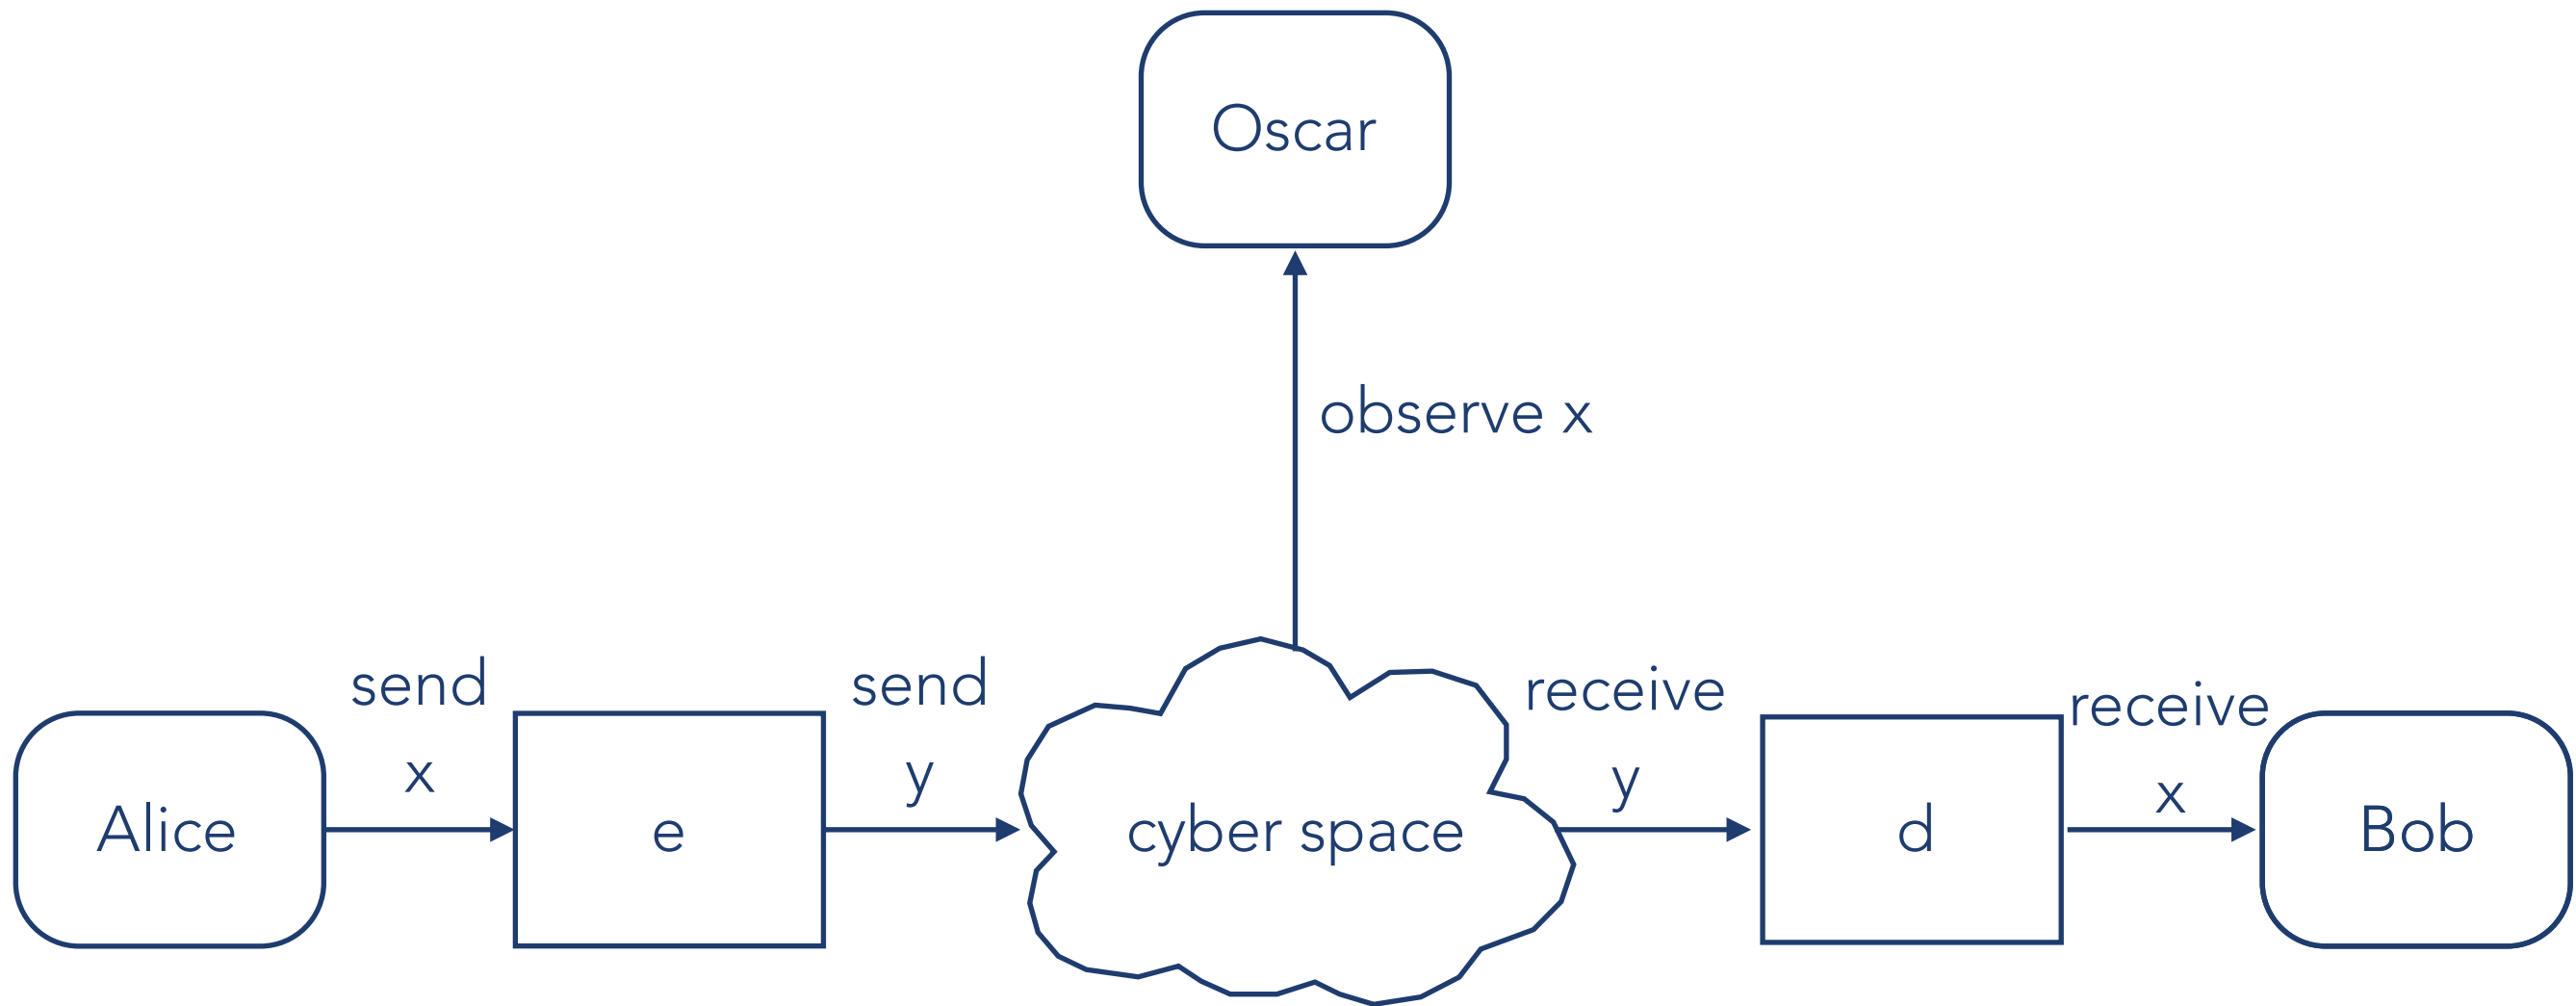 Oscar
observe x
send
x
send
y
receive
y
receive
x
Alice
e
cyber space
d
Bob